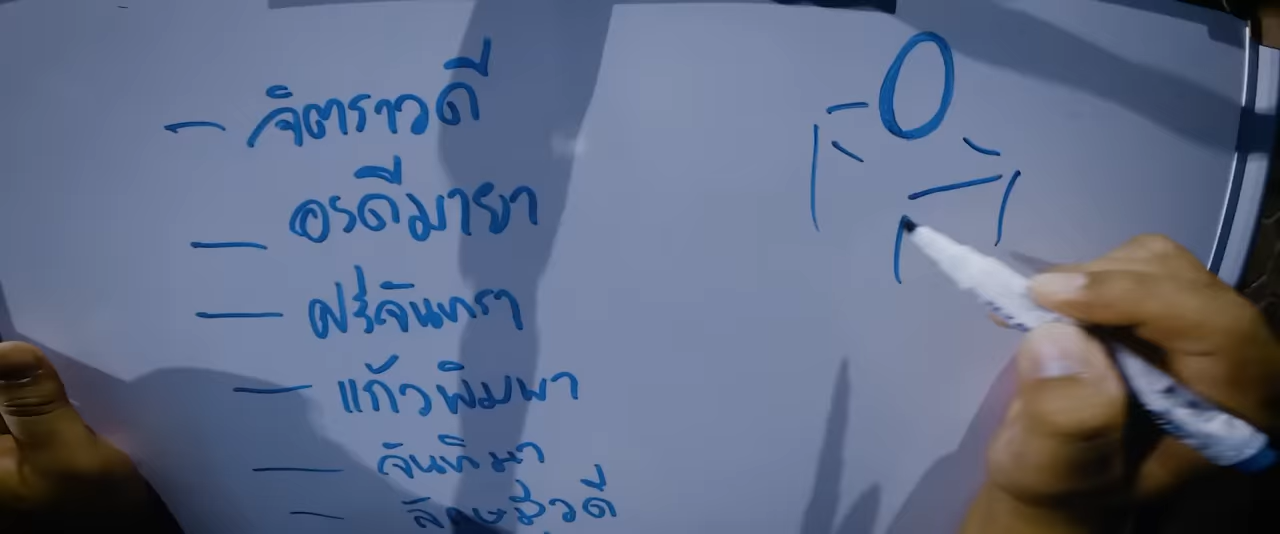 - จิตราวดี
- อรดีมายา
- ศรีจันทรา
- แก้วพิมพา
- จันทิมา